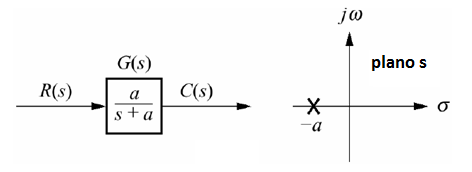 G(s)
R(s)
a
s + a
C(s)
jω
plano s
σ
−a